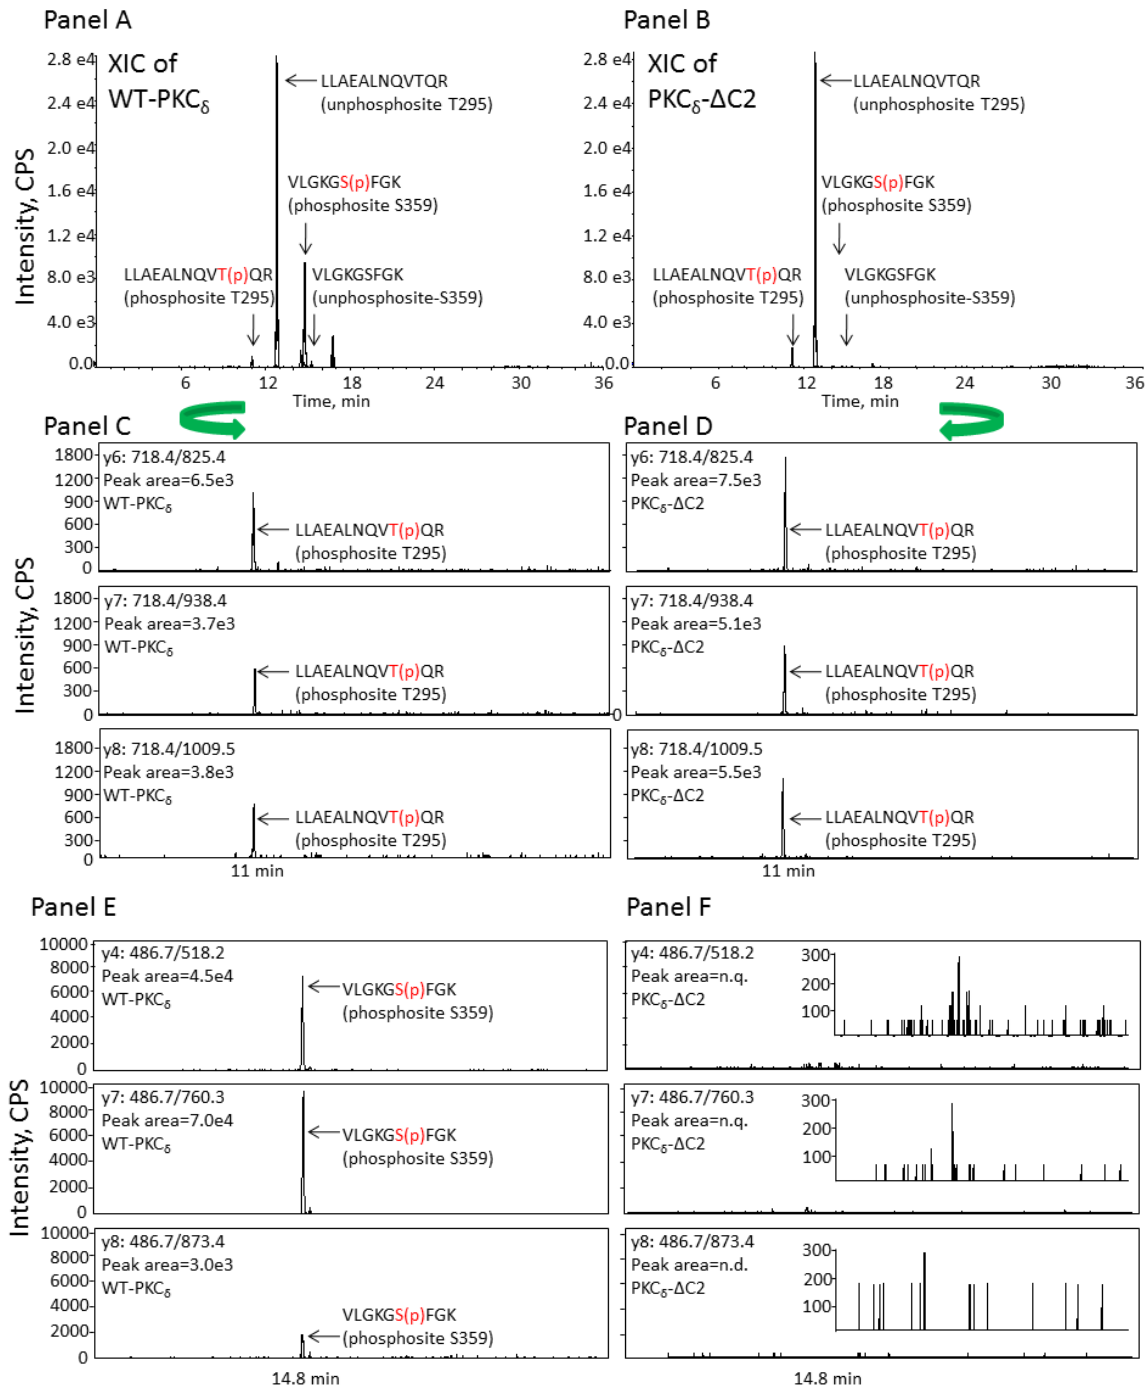 Panel A
XIC of
WT-PKCδ
2.8 e4
2.4 e4
2.0 e4
1.6 e4
1.2 e4
8.0 e3
4.0 e3
0.0
Intensity, CPS
LLAEALNQVTQR
(unphosphosite T295)
VLGKGS(p)FGK
(phosphosite S359)
LLAEALNQVT(p)QR
(phosphosite T295)
VLGKGSFGK
(unphosphosite-S359)
6 12 18 24 30 36
Time, min
Panel B
XIC of
PKCδ-ΔC2
2.8 e4
2.4 e4
2.0 e4
1.6 e4
1.2 e4
8.0 e3
4.0 e3
0.0
LLAEALNQVTQR
(unphosphosite T295)
VLGKGS(p)FGK
(phosphosite S359)
LLAEALNQVT(p)QR
(phosphosite T295)
VLGKGSFGK
(unphosphosite-S359)
6 12 18 24 30 36
Time, min
Panel C
Intensity, CPS
1800
1200
900
600
300
0
y6: 718.4/825.4
Peak area=6.5e3
WT-PKCδ
LLAEALNQVT(p)QR
(phosphosite T295)
1800
1200
900
600
300
0
y7: 718.4/938.4
Peak area=3.7e3
WT-PKCδ
LLAEALNQVT(p)QR
(phosphosite T295)
1800
1200
900
600
300
0
y8: 718.4/1009.5
Peak area=3.8e3
WT-PKCδ
LLAEALNQVT(p)QR
(phosphosite T295)
11 min
Panel D
y6: 718.4/825.4
Peak area=7.5e3
PKCδ-ΔC2
LLAEALNQVT(p)QR
(phosphosite T295)
y7: 718.4/938.4
Peak area=5.1e3
PKCδ-ΔC2
LLAEALNQVT(p)QR
(phosphosite T295)
0
y8: 718.4/1009.5
Peak area=5.5e3
PKCδ-ΔC2
LLAEALNQVT(p)QR
(phosphosite T295)
11 min
Panel E
Intensity, CPS
10000
8000
6000
4000
2000
0
y4: 486.7/518.2
Peak area=4.5e4
WT-PKCδ
VLGKGS(p)FGK
(phosphosite S359)
10000
8000
6000
4000
2000
0
y7: 486.7/760.3
Peak area=7.0e4
WT-PKCδ
VLGKGS(p)FGK
(phosphosite S359)
10000
8000
6000
4000
2000
0
y8: 486.7/873.4
Peak area=3.0e3
WT-PKCδ
VLGKGS(p)FGK
(phosphosite S359)
14.8 min
Panel F
y4: 486.7/518.2
Peak area=n.q.
PKCδ-ΔC2
300
200
100
y7: 486.7/760.3
Peak area=n.q.
PKCδ-ΔC2
300
200
100
y8: 486.7/873.4
Peak area=n.d.
PKCδ-ΔC2
300
200
100
14.8 min